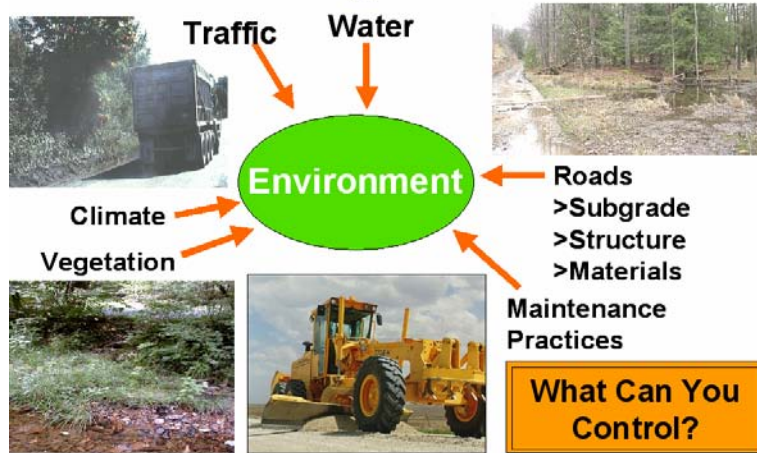 Traffic
Water
Environment
Climate
Vegetation
Roads
>Subgrade
>Structure
>Materials
Maintenance
Practices
What Can You
Control?